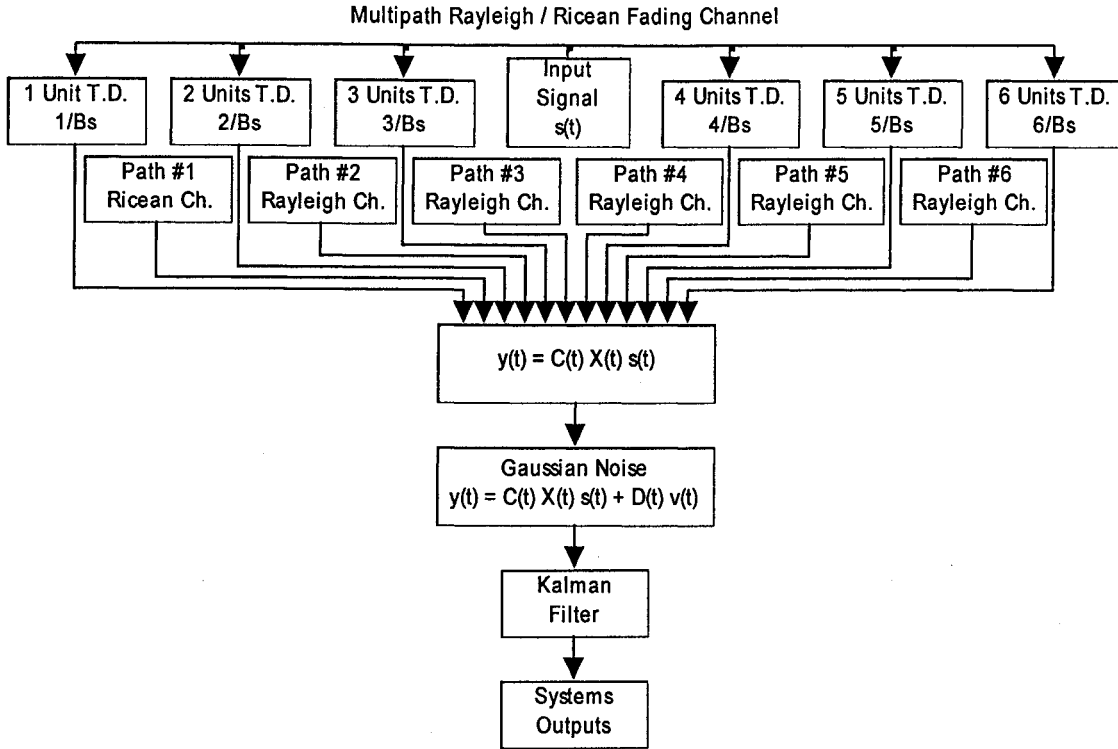 Multipath Rayleigh / Ricean Fading Channel
1 Unit T.D.
1/Bs
2 Units T.D.
2/Bs
3 Units T.D.
3/Bs
Input
Signal
s(t)
4 Units T.D.
4/Bs
5 Units T.D.
5/Bs
6 Units T.D.
6/Bs
Path #1
Ricean Ch.
Path #2
Rayleigh Ch.
Path #3
Rayleigh Ch.
Path #4
Rayleigh Ch.
Path #5
Rayleigh Ch.
Path #6
Rayleigh Ch.
y(t) = C(t) X(t) s(t)
Gaussian Noise
y(t) = C(t) X(t) s(t) + D(t) v(t)
Kalman
Filter
Systems
Outputs